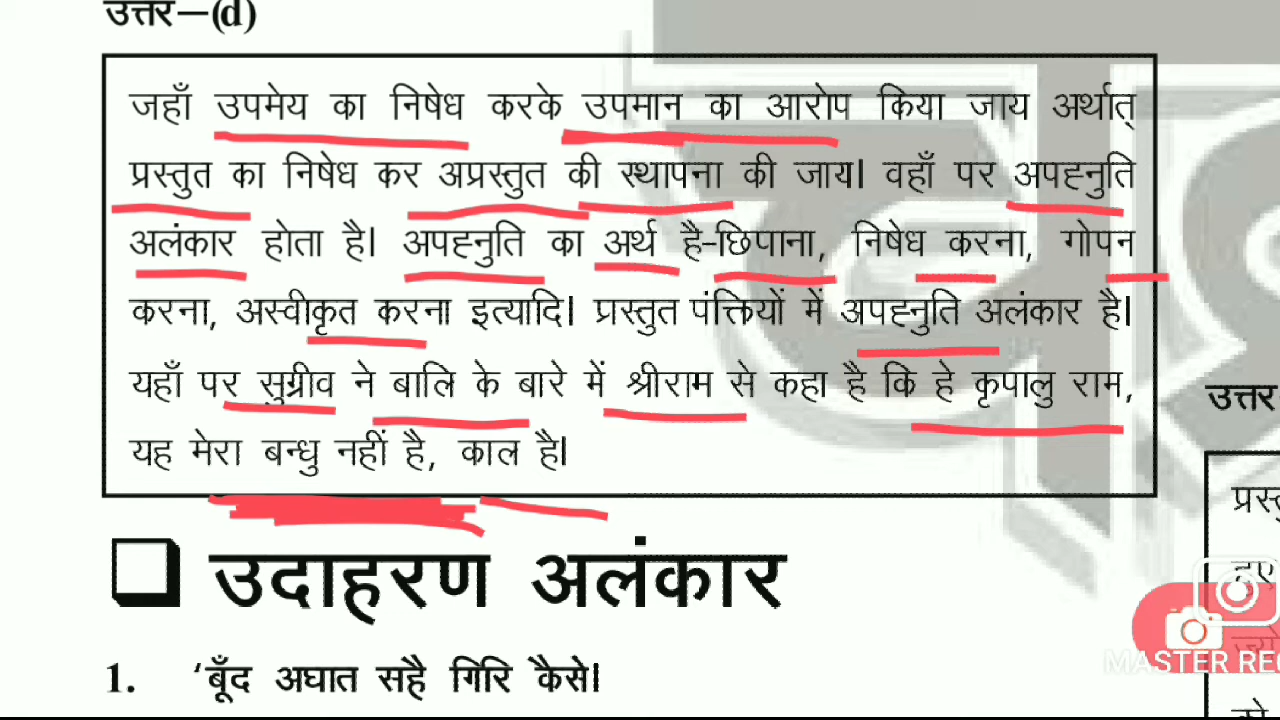 उत्तर—(d)
जहाँ उपमेय का निषेध करके उपमान का आरोप किया जाय अर्थात्
प्रस्तुत का निषेध कर अप्रस्तुत की स्थापना की जाय। वहाँ पर अपह्नुति
अलंकार होता है। अपह्नुति का अर्थ है-छिपाना, निषेध करना, गोपन
करना, अस्वीकृत करना इत्यादि। प्रस्तुत पंक्तियों में अपह्नुति अलंकार है।
यहाँ पर सुग्रीव ने बालि के बारे में श्रीराम से कहा है कि हे कृपालु राम,
यह मेरा बन्धु नहीं है, काल है।
उदाहरण अलंकार
1. ‘बूँद अघात सहै गिरि कैसे।
उत्तर
MASTER REC